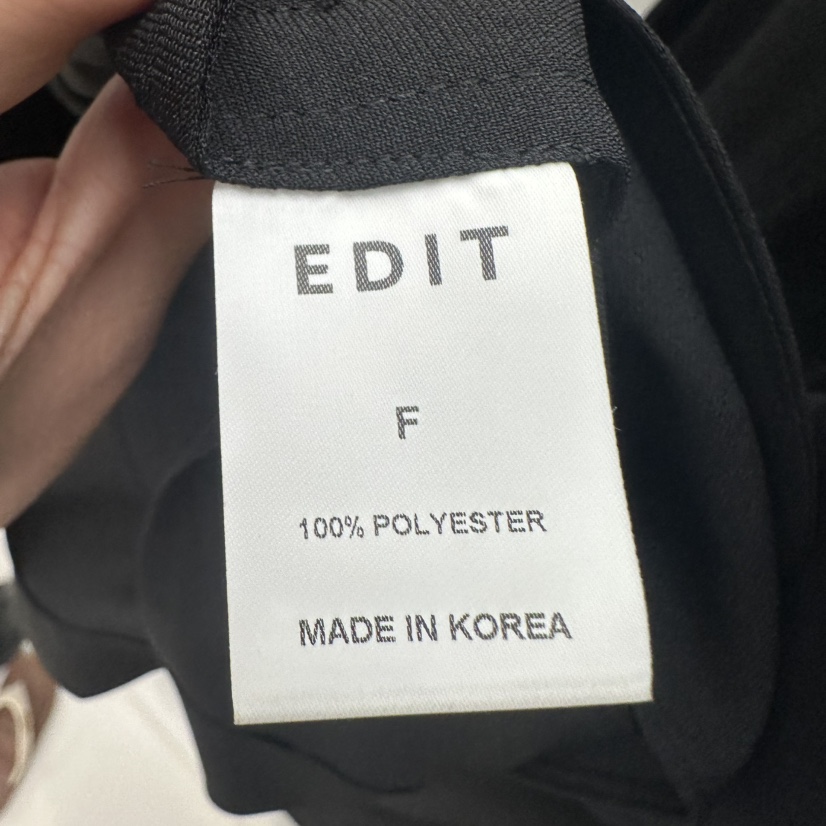 EDIT
F
100% POLYESTER
MADE IN KOREA